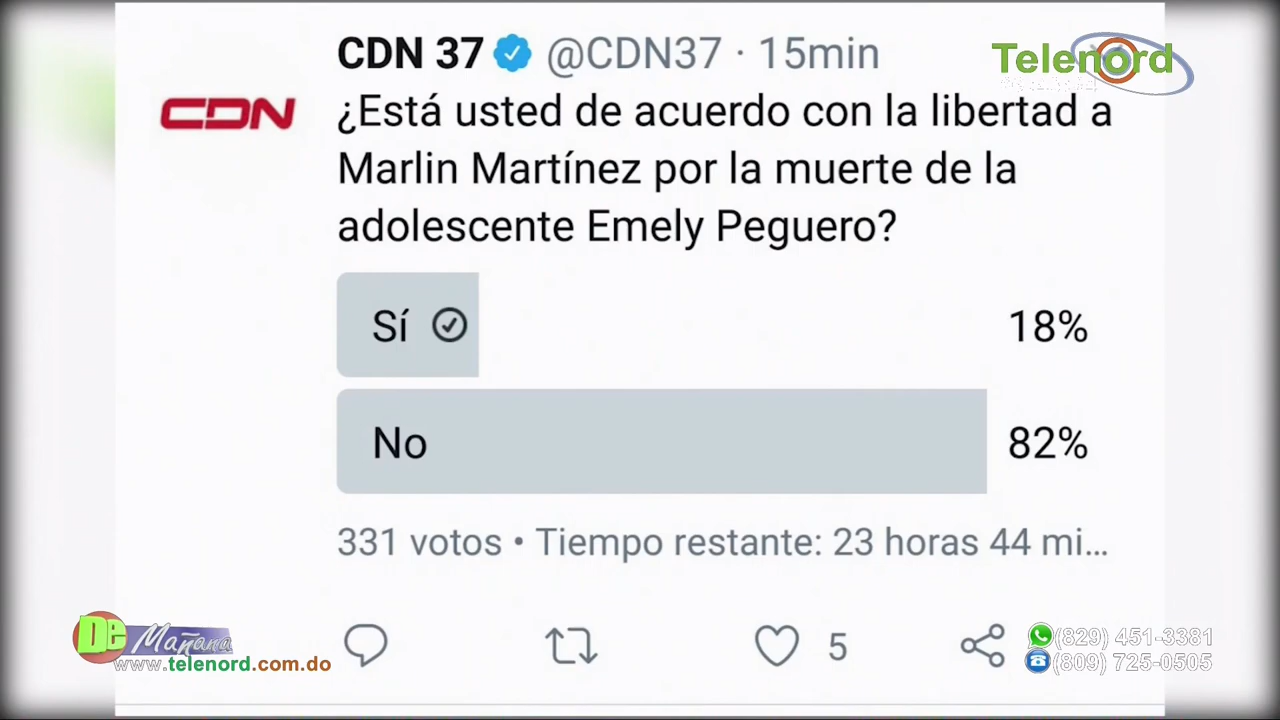 CDN 37 @CDN37 · 15min
Telenord
CDN
¿Está usted de acuerdo con la libertad a
Marlin Martínez por la muerte de la
adolescente Emely Peguero?
Sí 18%
No 82%
331 votos • Tiempo restante: 23 horas 44 mi...
5
De Mañana
www.telenord.com.do
(829) 451-3381
(809) 725-0505